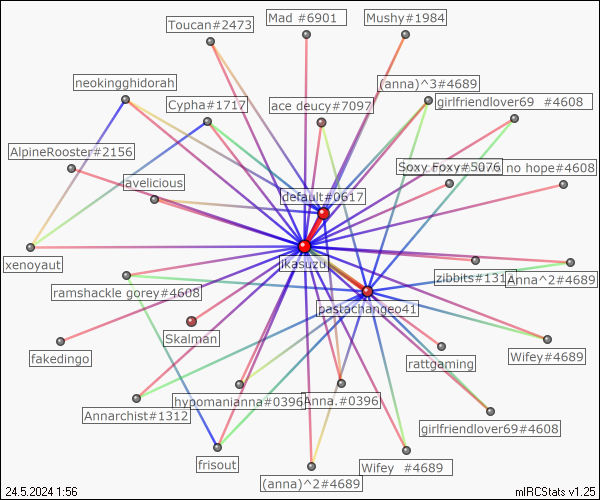 Mad #6901
Mushy#1984
Toucan#2473
neokingghidorah
(anna)^3#4689
Cypha#1717
ace deucy#7097
girlfriendlover69 #4608
AlpineRooster#2156
Soxy Foxy#5076
no hope#4608
avelicious
default#0617
xenoyaut
ikasuzu
zibbits#131
Anna^2#4689
ramshackle gorey#4608
pastachangeo41
Skalman
fakedingo
rattgaming
Wifey#4689
Annarchist#1312
hypomanianna#0396
Anna.#0396
girlfriendlover69#4608
frisout
(anna)^2#4689
Wifey #4689
24.5.2024 1:56
mIRCStats v1.25